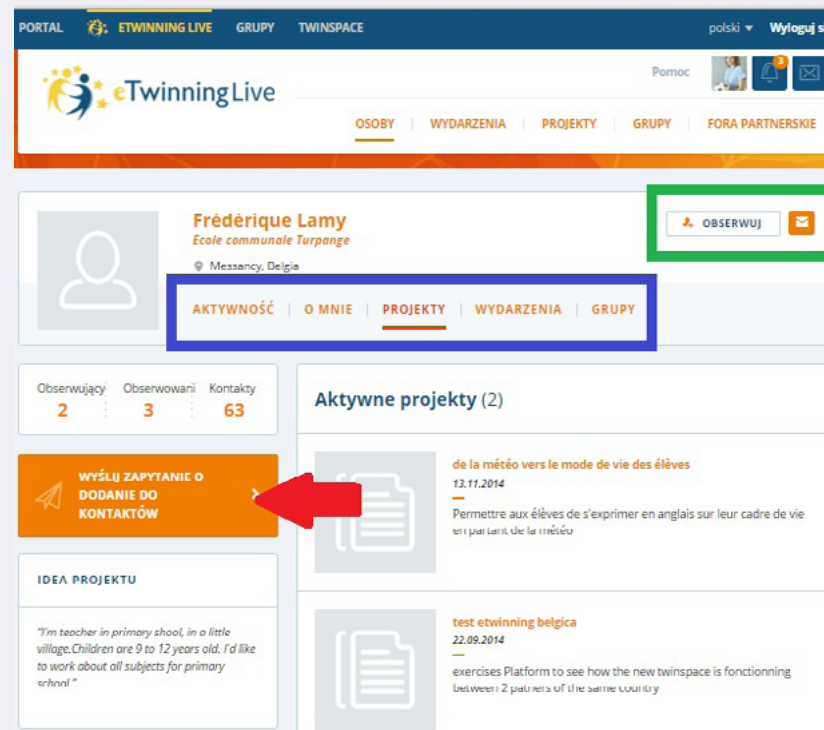 PORTAL ETWINNING LIVE GRUPY TWINSPACE polski Wyloguj
eTwinningLive
Pomoc 3
OSOBY WYDARZENIA PROJEKTY GRUPY FORA PARTNERSKIE
Frédérique Lamy
Ecole communale Turpange
Messancy, Belgia
OBSERWUJ
AKTYWNOŚĆ O MNIE PROJEKTY WYDARZENIA GRUPY
Obserwujący Obserwowani Kontakty
2 3 63
WYŚLIJ ZAPYTANIE O
DODANIE DO
KONTAKTÓW
IDEA PROJEKTU
"I'm teacher in primary shool, in a little
village.Children are 9 to 12 years old. I'd like
to work about all subjects for primary
school."
Aktywne projekty (2)
de la météo vers le mode de vie des élèves
13.11.2014
Permettre aux élèves de s'exprimer en anglais sur leur cadre de vie
en partant de la météo
test etwinning belgica
22.09.2014
exercises Platform to see how the new twinspace is fonctionning
between 2 patners of the same country